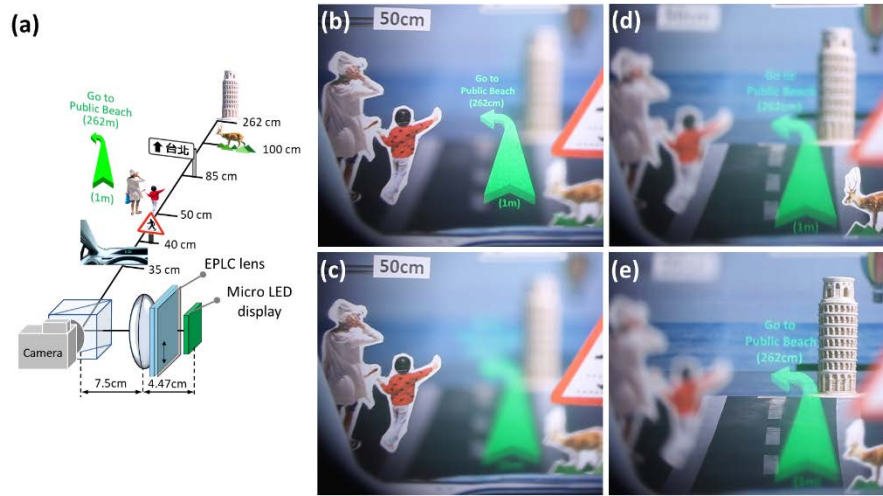 (a)
Go to
Public Beach
(262m)
(1m)
台北
262 cm
100 cm
85 cm
50 cm
40 cm
35 cm
EPLC lens
Micro LED
display
Camera
7.5cm
4.47cm
(b)
50cm
Go to
Public Beach
(262cm)
(1m)
(c)
50cm
(d)
50cm
Go to
Public Beach
(262cm)
(1m)
(e)
Go to
Public Beach
(262cm)
(1m)